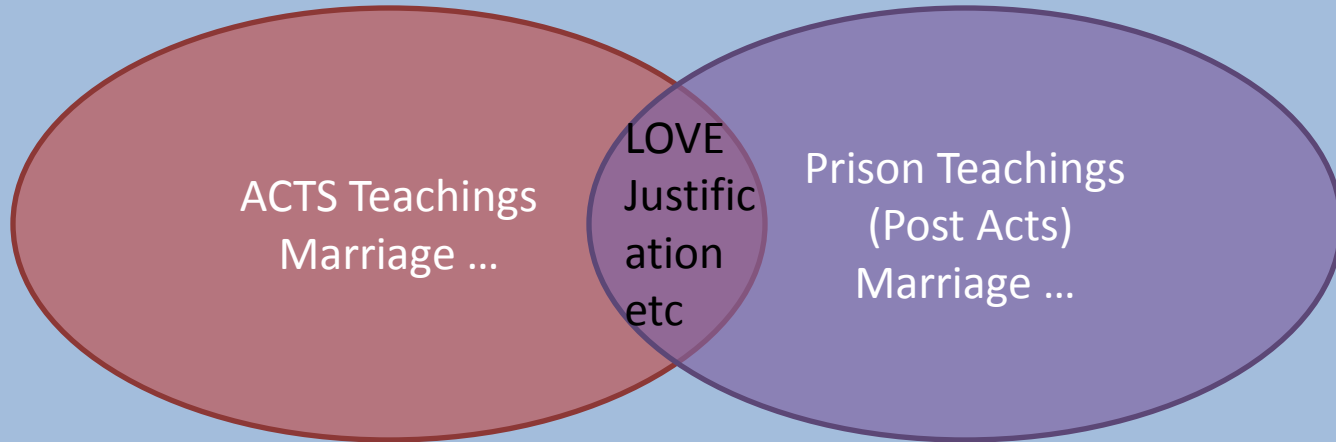 ACTS Teachings
Marriage ...
LOVE
Justific
ation
etc
Prison Teachings
(Post Acts)
Marriage ...